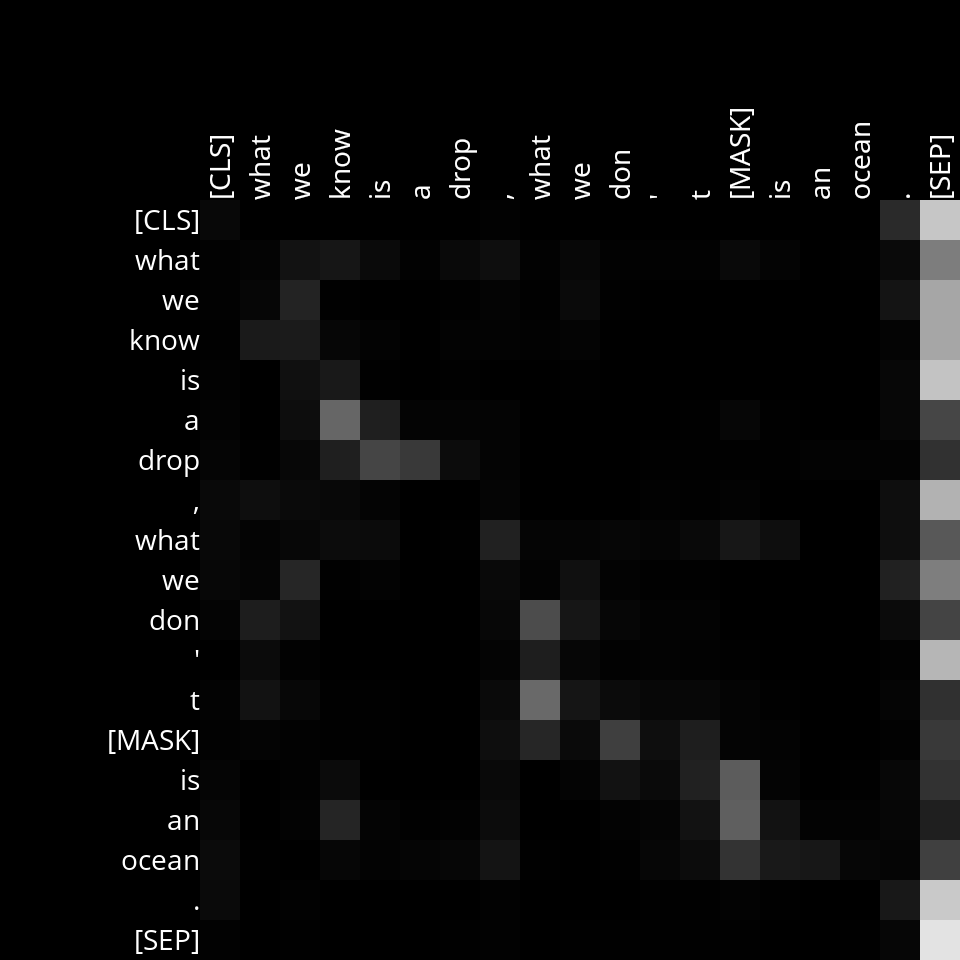 [CLS] what we know is a drop , what we don ' t [MASK] is an ocean . [SEP]
[CLS]
what
we
know
is
a
drop
,
what
we
don
'
t
[MASK]
is
an
ocean
.
[SEP]